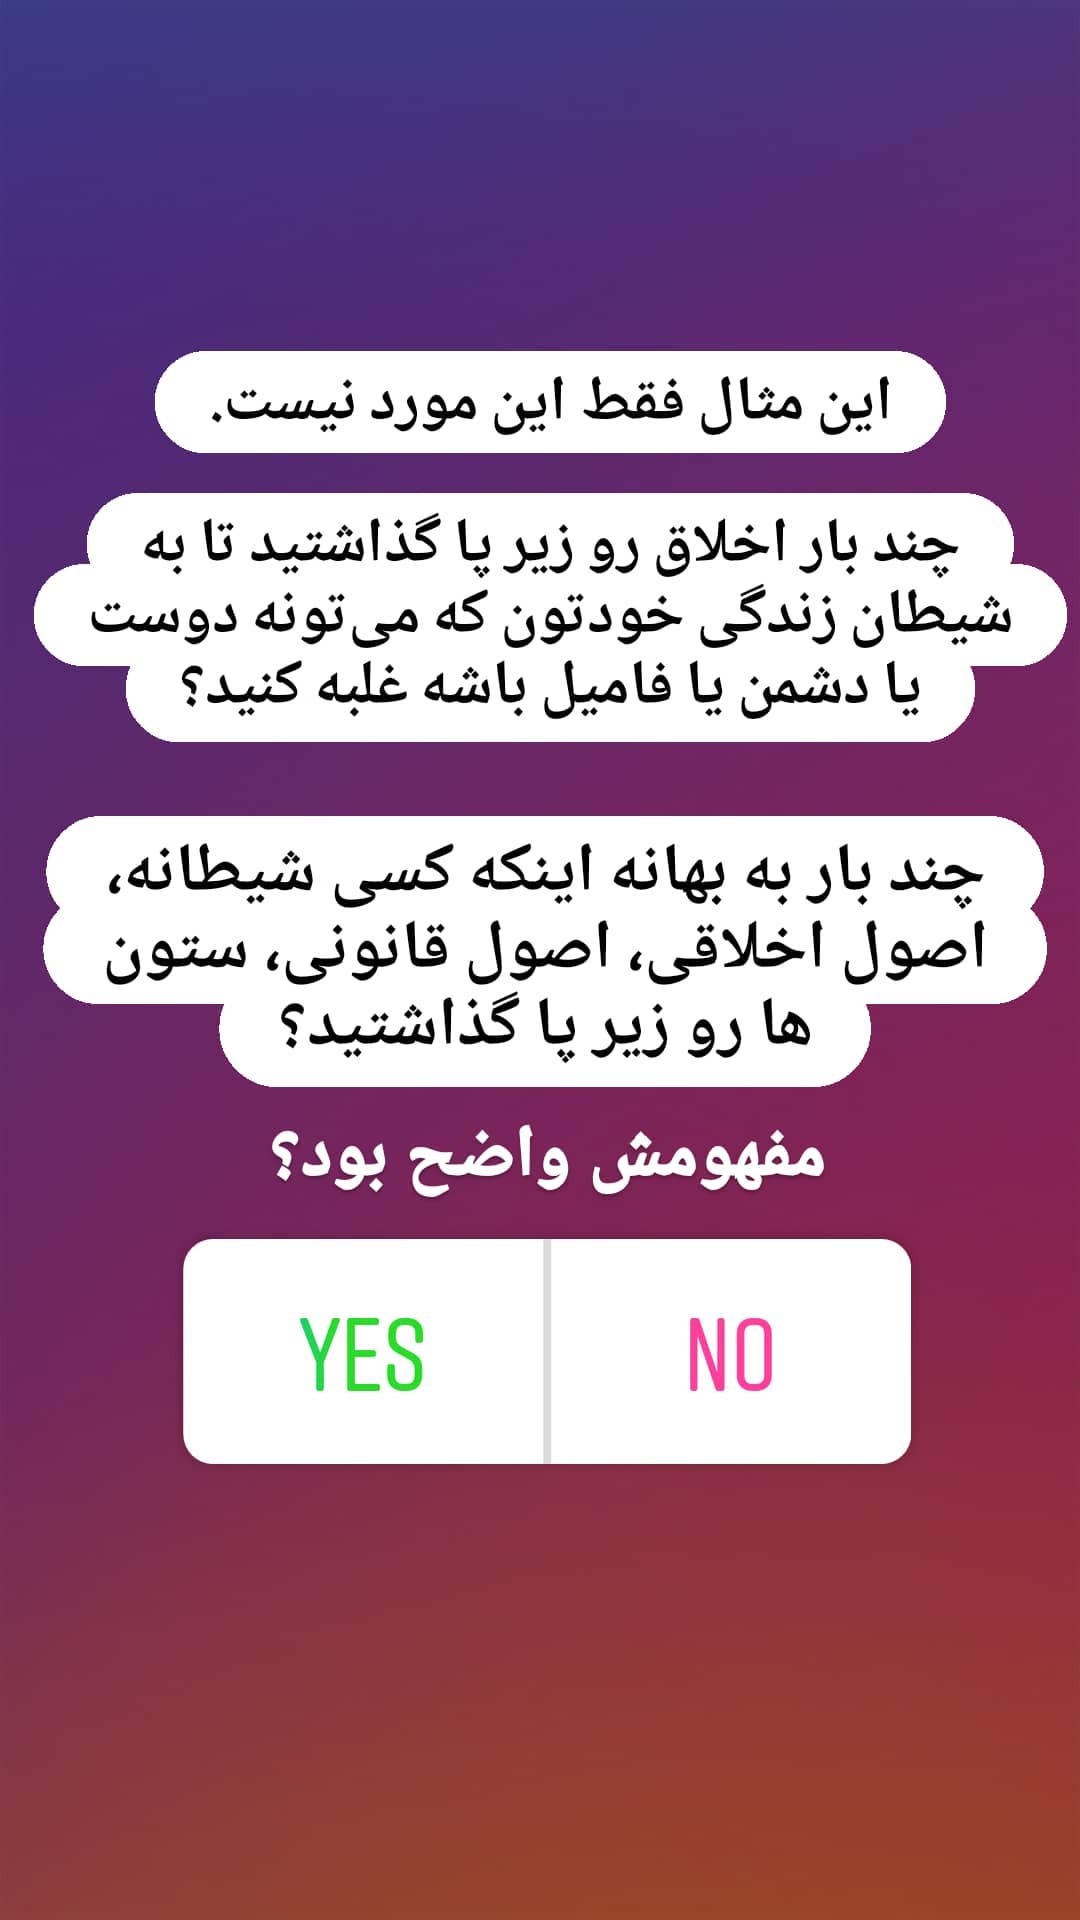 این مثال فقط این مورد نیست.
چند بار اخلاق رو زیر پا گذاشتید تا به
شیطان زندگی خودتون که می‌تونه دوست
یا دشمن یا فامیل باشه غلبه کنید؟
چند بار به بهانه اینکه کسی شیطانه،
اصول اخلاقی، اصول قانونی، ستون
ها رو زیر پا گذاشتید؟
مفهومش واضح بود؟
YES
NO